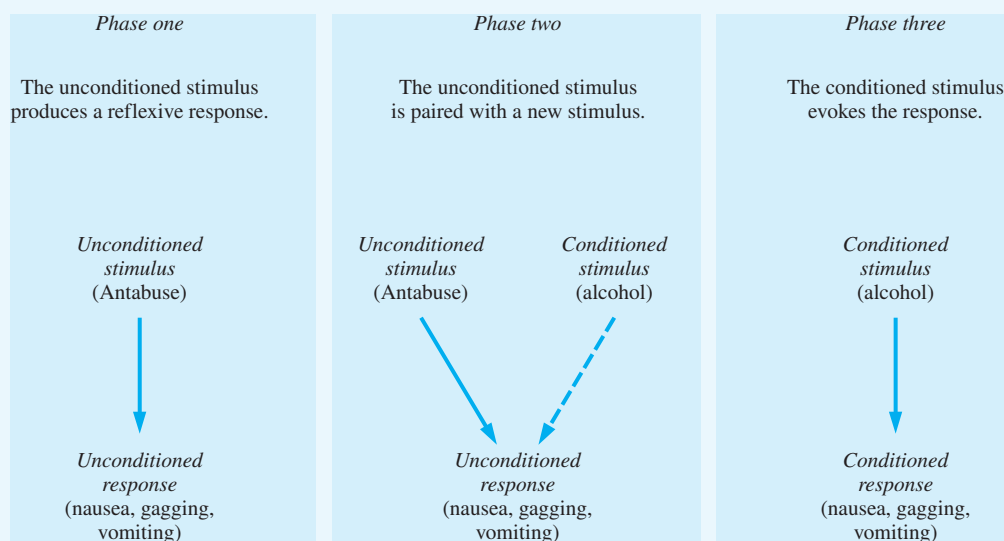 Phase one
The unconditioned stimulus
produces a reflexive response.
Unconditioned
stimulus
(Antabuse)
Unconditioned
response
(nausea, gagging,
vomiting)
Phase two
The unconditioned stimulus
is paired with a new stimulus.
Unconditioned
stimulus
(Antabuse)
Conditioned
stimulus
(alcohol)
Unconditioned
response
(nausea, gagging,
vomiting)
Phase three
The conditioned stimulus
evokes the response.
Conditioned
stimulus
(alcohol)
Conditioned
response
(nausea, gagging,
vomiting)